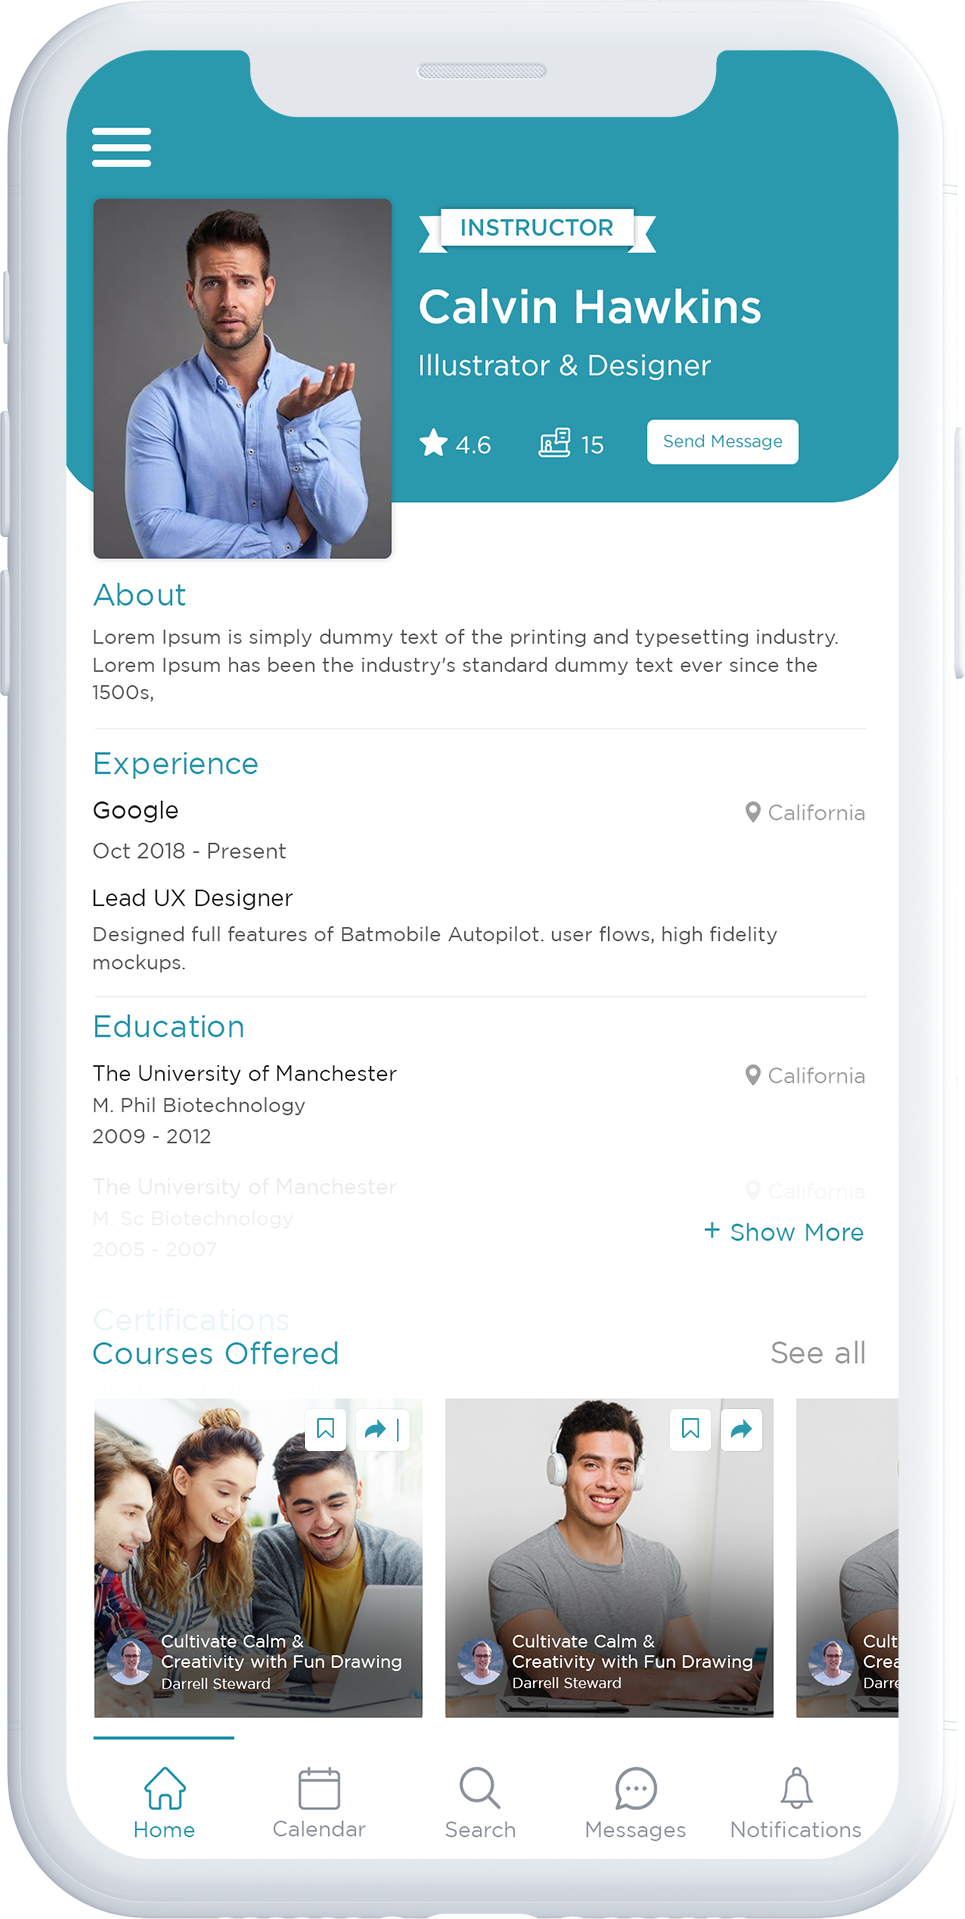 INSTRUCTOR
Calvin Hawkins
Illustrator & Designer
4.6
15
Send Message
About
Lorem Ipsum is simply dummy text of the printing and typesetting industry.
Lorem Ipsum has been the industry's standard dummy text ever since the
1500s,
Experience
Google
California
Oct 2018 - Present
Lead UX Designer
Designed full features of Batmobile Autopilot. user flows, high fidelity
mockups.
Education
The University of Manchester
California
M. Phil Biotechnology
2009 - 2012
The University of Manchester
California
M. Sc Biotechnology
+ Show More
2005 - 2007
Certifications
Courses Offered
See all
Cultivate Calm &
Creativity with Fun Drawing
Darrell Steward
Cultivate Calm &
Creativity with Fun Drawing
Darrell Steward
Cult
Crea
Darre
Home
Calendar
Search
Messages
Notifications